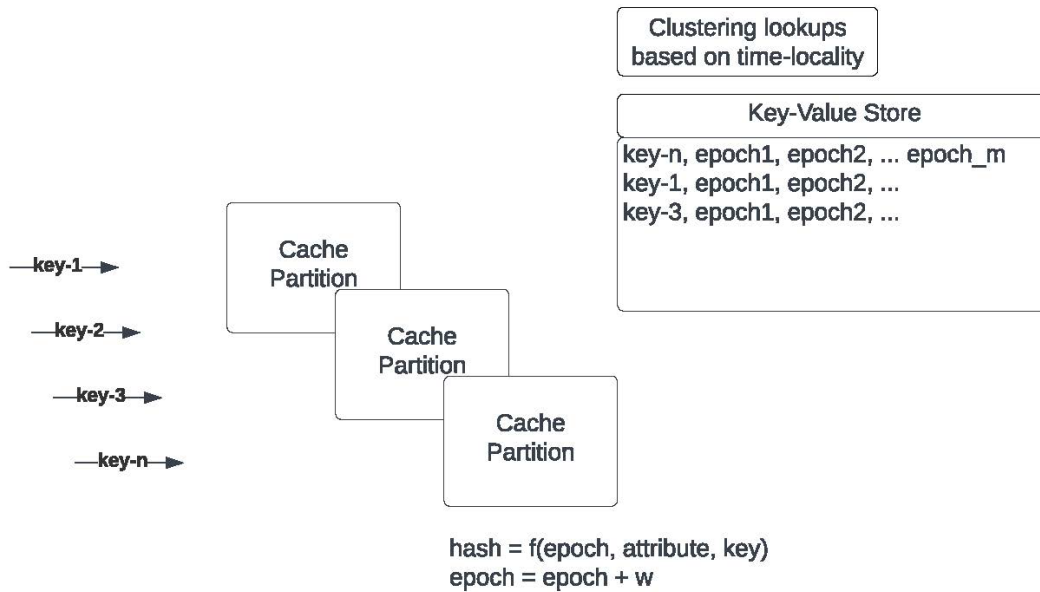 Clustering lookups
based on time-locality
Key-Value Store
key-n, epoch1, epoch2, ... epoch_m
key-1, epoch1, epoch2, ...
key-3, epoch1, epoch2, ...
key-1
key-2
key-3
key-n
Cache
Partition
Cache
Partition
Cache
Partition
hash = f(epoch, attribute, key)
epoch = epoch + w